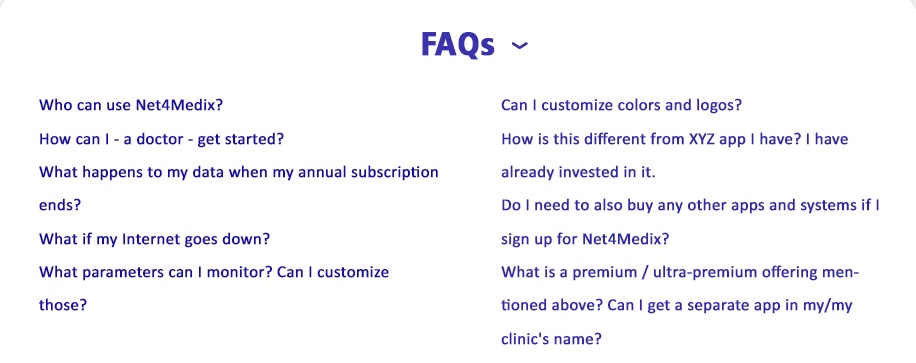 FAQs
Who can use Net4Medix?
How can I - a doctor - get started?
What happens to my data when my annual subscription
ends?
What if my Internet goes down?
What parameters can I monitor? Can I customize
those?
Can I customize colors and logos?
How is this different from XYZ app I have? I have
already invested in it.
Do I need to also buy any other apps and systems if I
sign up for Net4Medix?
What is a premium / ultra-premium offering men-
tioned above? Can I get a separate app in my/my
clinic's name?